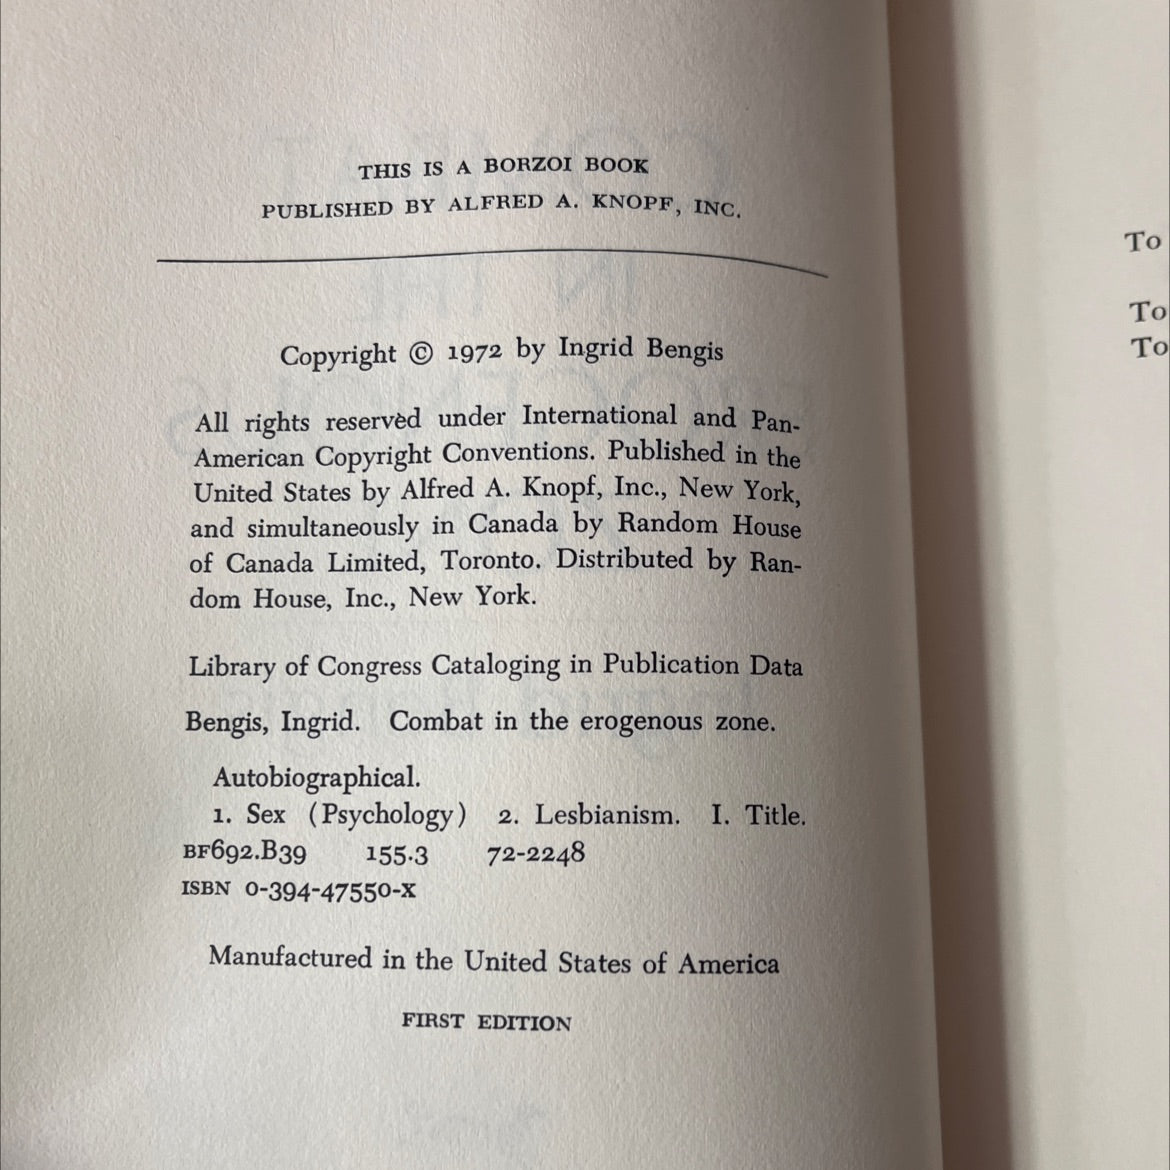 THIS IS A BORZOI BOOK
PUBLISHED BY ALFRED A. KNOPF, INC.
Copyright © 1972 by Ingrid Bengis
All rights reserved under International and Pan-
American Copyright Conventions. Published in the
United States by Alfred A. Knopf, Inc., New York,
and simultaneously in Canada by Random House
of Canada Limited, Toronto. Distributed by Ran-
dom House, Inc., New York.
Library of Congress Cataloging in Publication Data
Bengis, Ingrid. Combat in the erogenous zone.
Autobiographical.
1. Sex (Psychology) 2. Lesbianism. I. Title.
BF692.B39 155.3 72-2248
ISBN 0-394-47550-X
Manufactured in the United States of America
FIRST EDITION
To
To
To